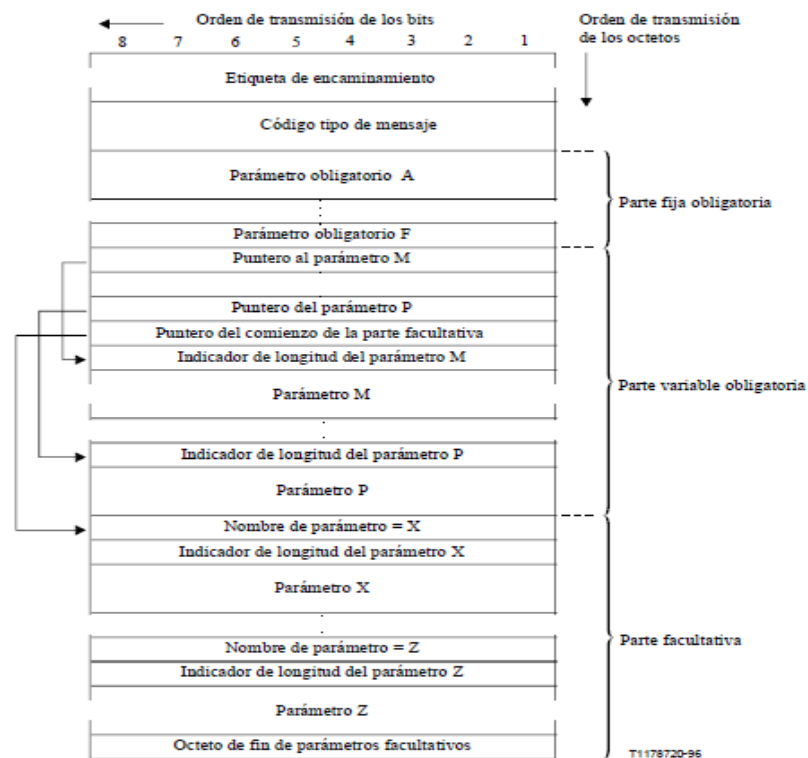 Orden de transmisión de los bits
Orden de transmisión
de los octetos
8 7 6 5 4 3 2 1
Etiqueta de encaminamiento
Código tipo de mensaje
Parámetro obligatorio A
Parte fija obligatoria
Parámetro obligatorio F
Puntero al parámetro M
Puntero del parámetro P
Puntero del comienzo de la parte facultativa
Indicador de longitud del parámetro M
Parte variable obligatoria
Parámetro M
Indicador de longitud del parámetro P
Parámetro P
Nombre de parámetro = X
Indicador de longitud del parámetro X
Parámetro X
Parte facultativa
Nombre de parámetro = Z
Indicador de longitud del parámetro Z
Parámetro Z
Octeto de fin de parámetros facultativos
T1178720-96